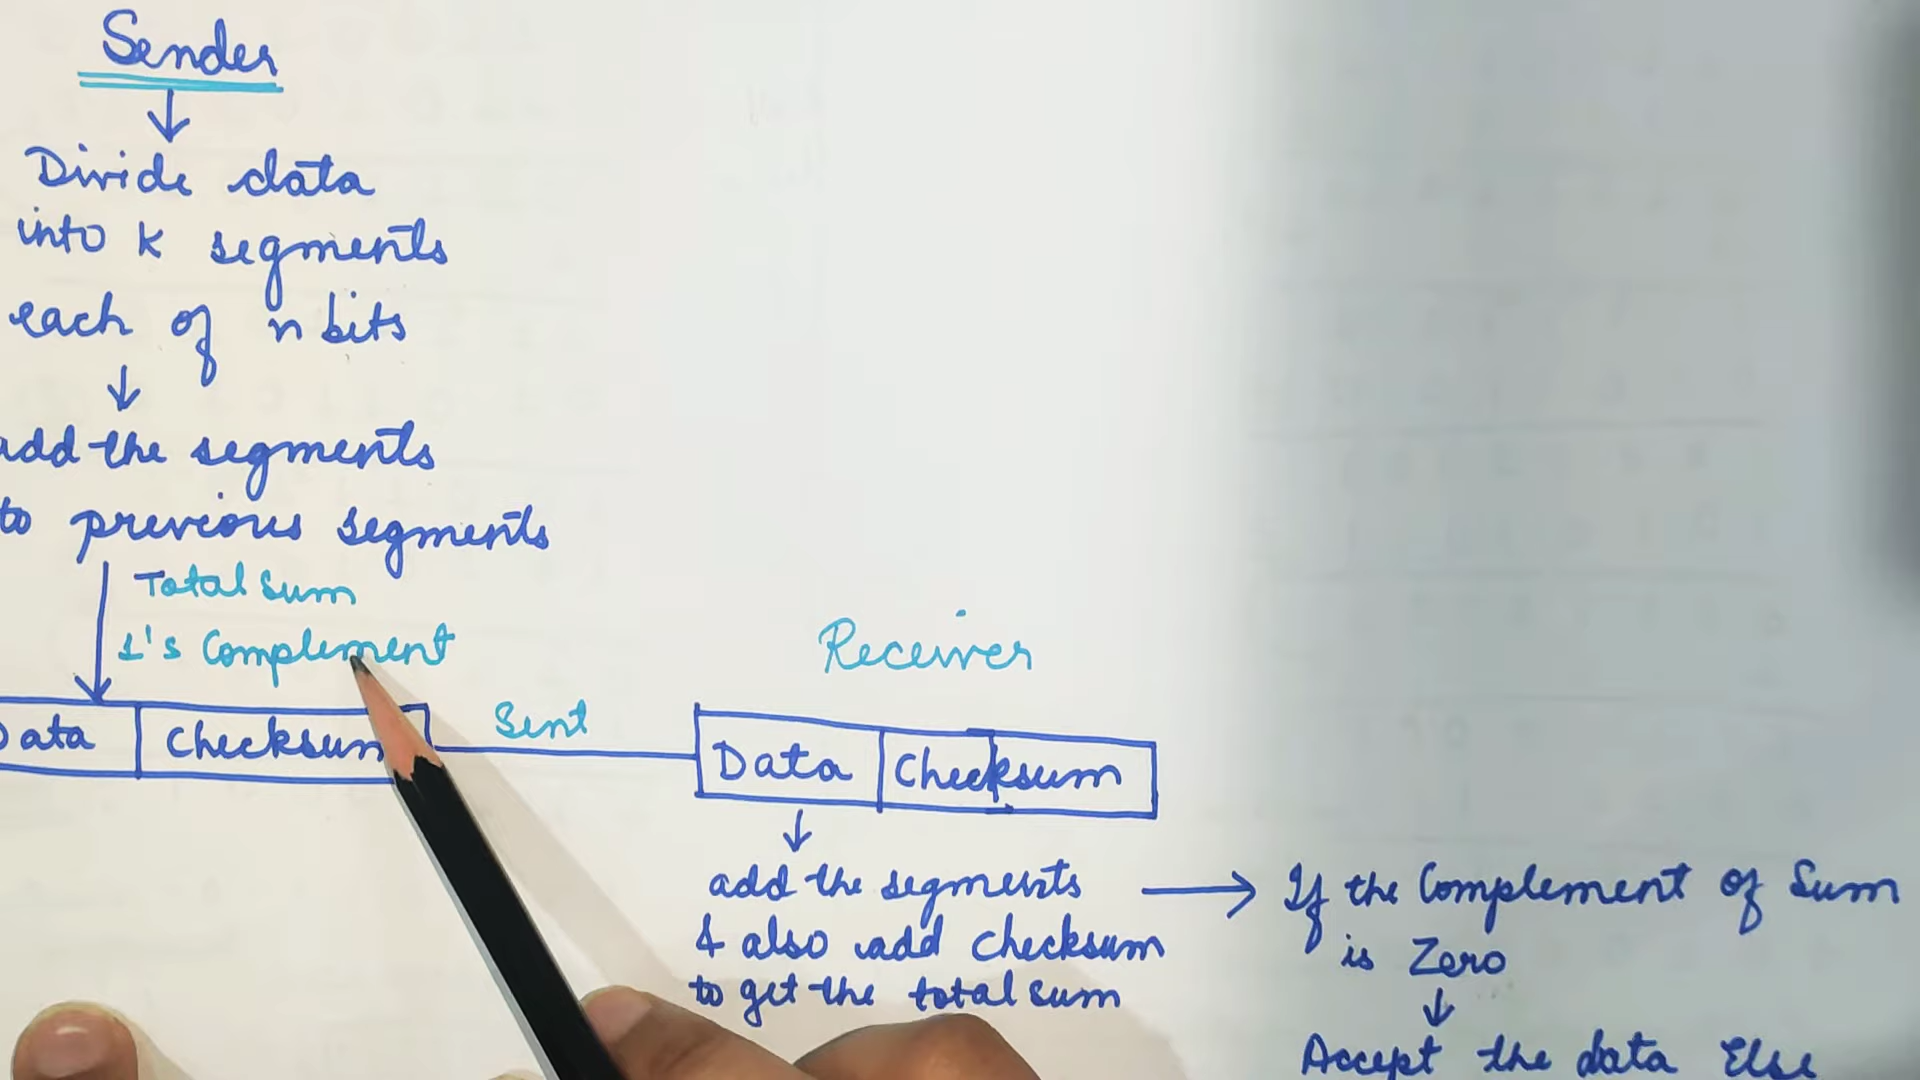 Sender
Divide data
into K segments
each of n bits
add the segments
to previous segments
Total Sum
1's Complement
Data
Checksum
Sent
Receiver
Data
Checksum
add the segments
& also add checksum
to get the total sum
If the Complement of Sum
is Zero
Accept the data Else